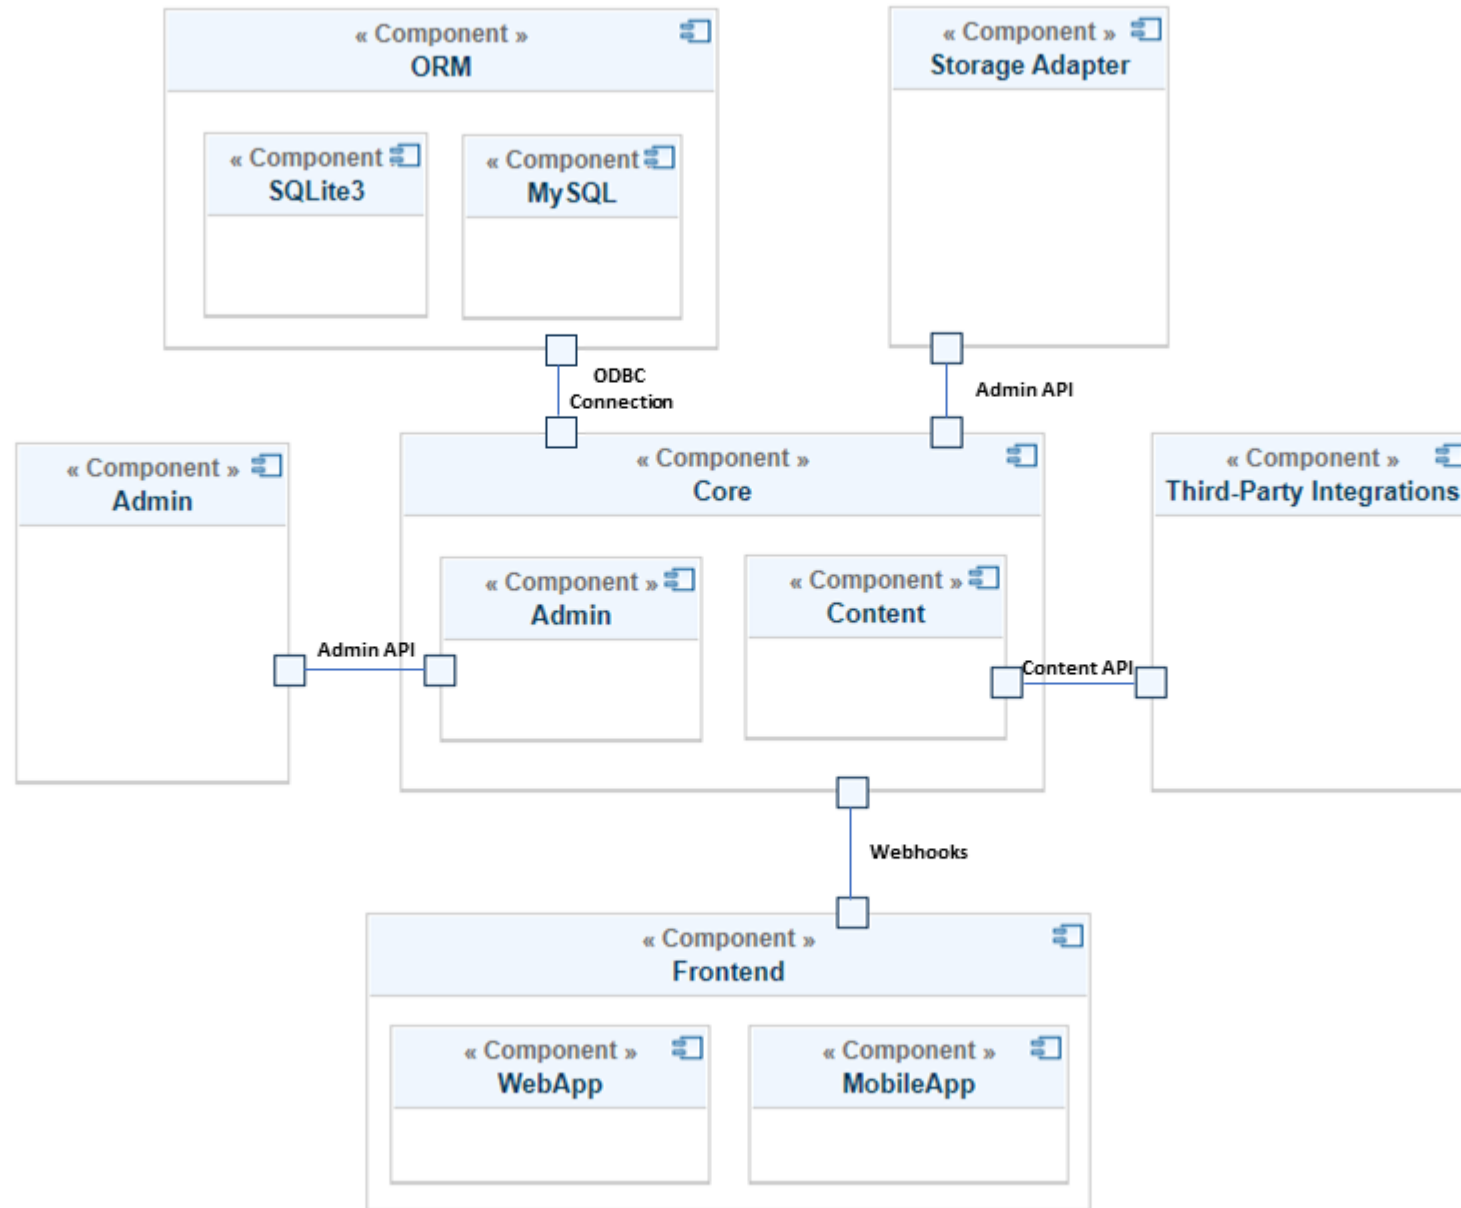 « Component »
ORM
« Component
SQLite3
« Component
MySQL
« Component »
Storage Adapter
ODBC
Connection
Admin API
« Component »
Admin
« Component »
Core
« Component »
Third-Party Integrations
« Component »
Admin
« Component »
Content
Admin API
Content API
Webhooks
« Component »
Frontend
« Component »
WebApp
« Component »
MobileApp